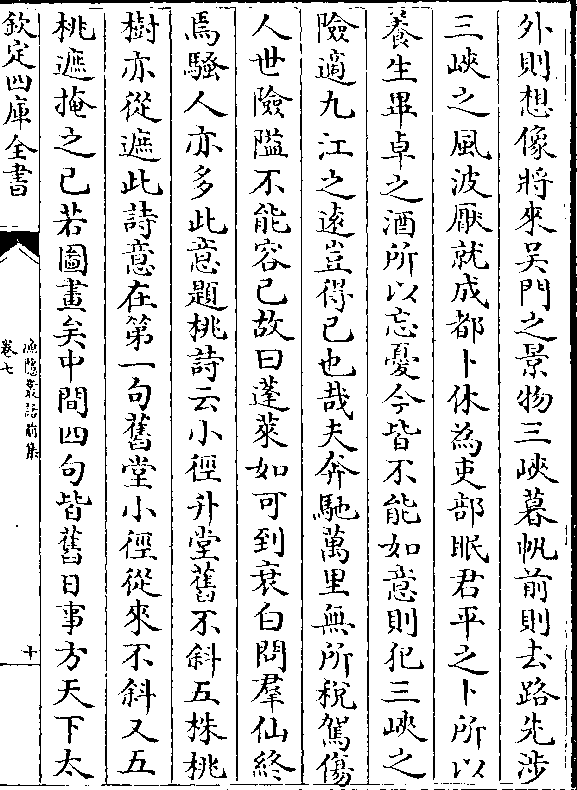 外則想像將來吴門之景物三峽暮帆前則去路先涉
三峽之風波厭就成都卜休為吏部眠君平之卜所以
養生畢卓之酒所以忘憂今皆不能如意則犯三峽之
險適九江之逺豈得已也哉夫奔馳萬里無所税駕傷
人世險隘不能容己故曰蓬萊如可到衰白問羣仙終
焉騷人亦多此意題桃詩云小徑升堂舊不斜五株桃
樹亦從遮此詩意在第一句舊堂小徑從來不斜又五
桃遮掩之已若圖畫矣中間四句皆舊日事方天下太
欽定四庫全書
漁隱叢話前集
卷七
十